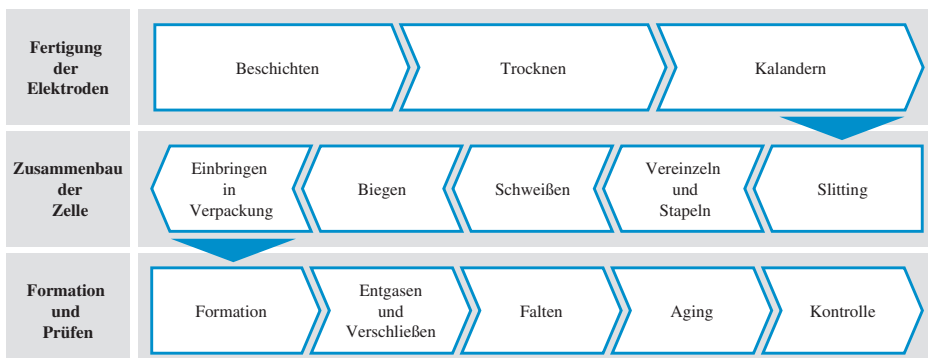 Fertigung
der
Elektroden
Beschichten
Trocknen
Kalandern
Zusammenbau
der
Zelle
Einbringen
in
Verpackung
Biegen
Schweißen
Vereinzeln
und
Stapeln
Slitting
Formation
und
Prüfen
Formation
Entgasen
und
Verschließen
Falten
Aging
Kontrolle